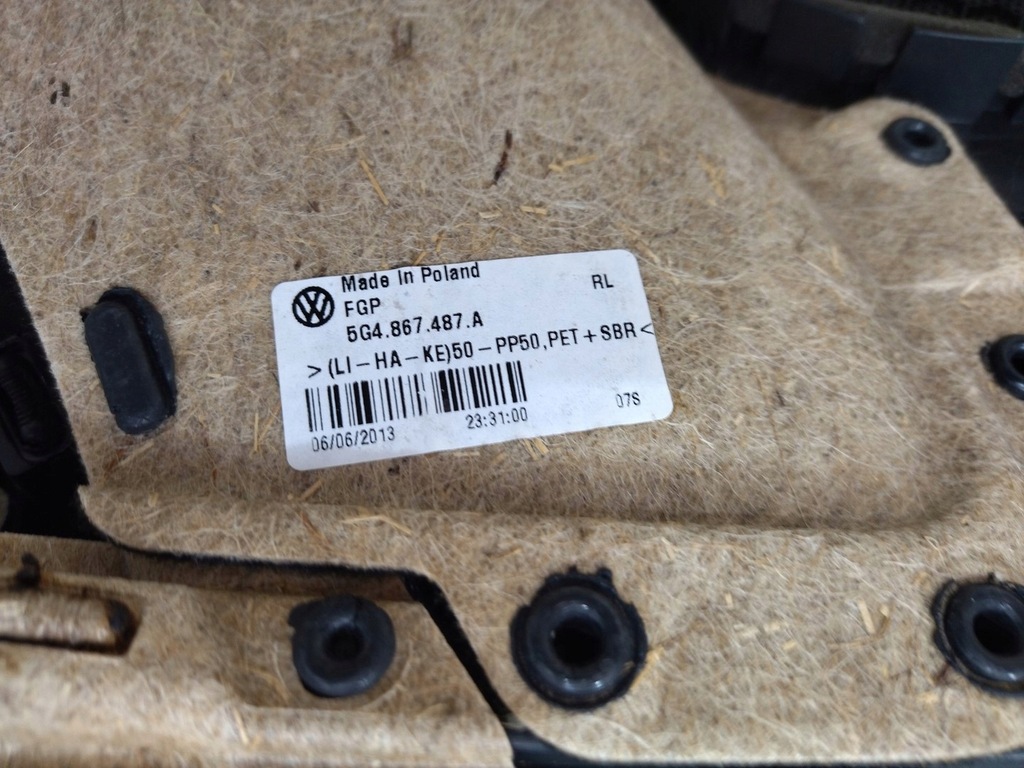 Made In Poland
RL
FGP
5G4.867.487.A
>(LI-HA-KE)50-PP50,PET+SBR<
06/06/2013
23:31:00
07S